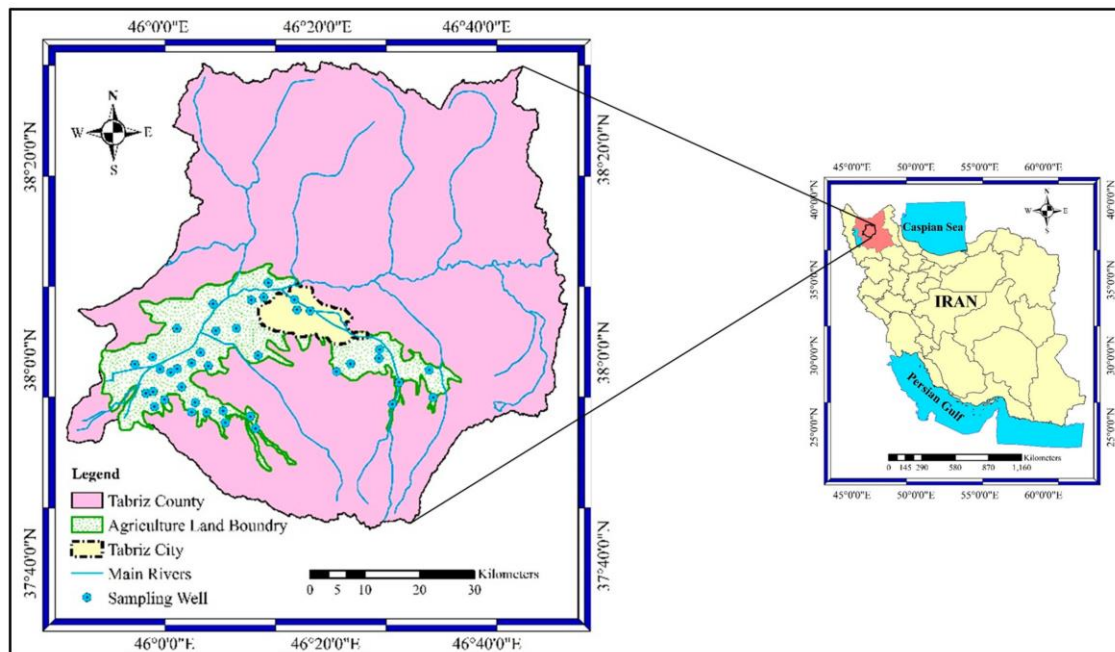 46°0'0"E 46°20'0"E 46°40'0"E
38°20'0"N
38°0'0"N
37°40'0"N
N
W E
S
Legend
Tabriz County
Agriculture Land Boundry
Tabriz City
Main Rivers
Sampling Well
Kilometers
0 5 10 20 30
38°20'0"N
38°0'0"N
37°40'0"N
46°0'0"E 46°20'0"E 46°40'0"E
45°0'0"E 50°0'0"E 55°0'0"E 60°0'0"E
40°0'0"N
35°0'0"N
30°0'0"N
25°0'0"N
N
W E
S
Caspian Sea
IRAN
Persian Gulf
Kilometers
0 145 290 580 870 1,160
40°0'0"N
35°0'0"N
30°0'0"N
25°0'0"N
45°0'0"E 50°0'0"E 55°0'0"E 60°0'0"E